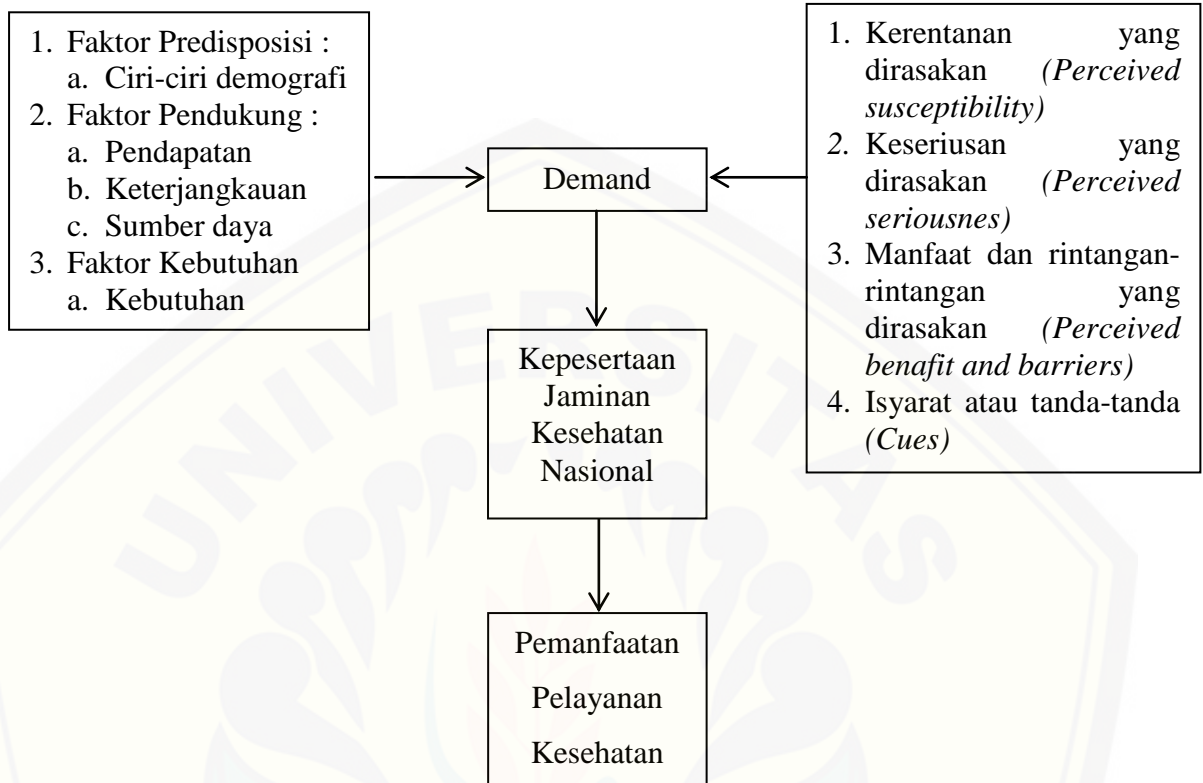 1. Faktor Predisposisi :
a. Ciri-ciri demografi
2. Faktor Pendukung :
a. Pendapatan
b. Keterjangkauan
c. Sumber daya
3. Faktor Kebutuhan
a. Kebutuhan
Demand
1. Kerentanan yang
dirasakan (Perceived
susceptibility)
2. Keseriusan yang
dirasakan (Perceived
seriousnes)
3. Manfaat dan rintangan-
rintangan yang
dirasakan (Perceived
benafit and barriers)
4. Isyarat atau tanda-tanda
(Cues)
Kepesertaan
Jaminan
Kesehatan
Nasional
Pemanfaatan
Pelayanan
Kesehatan
UNIVERSITAS